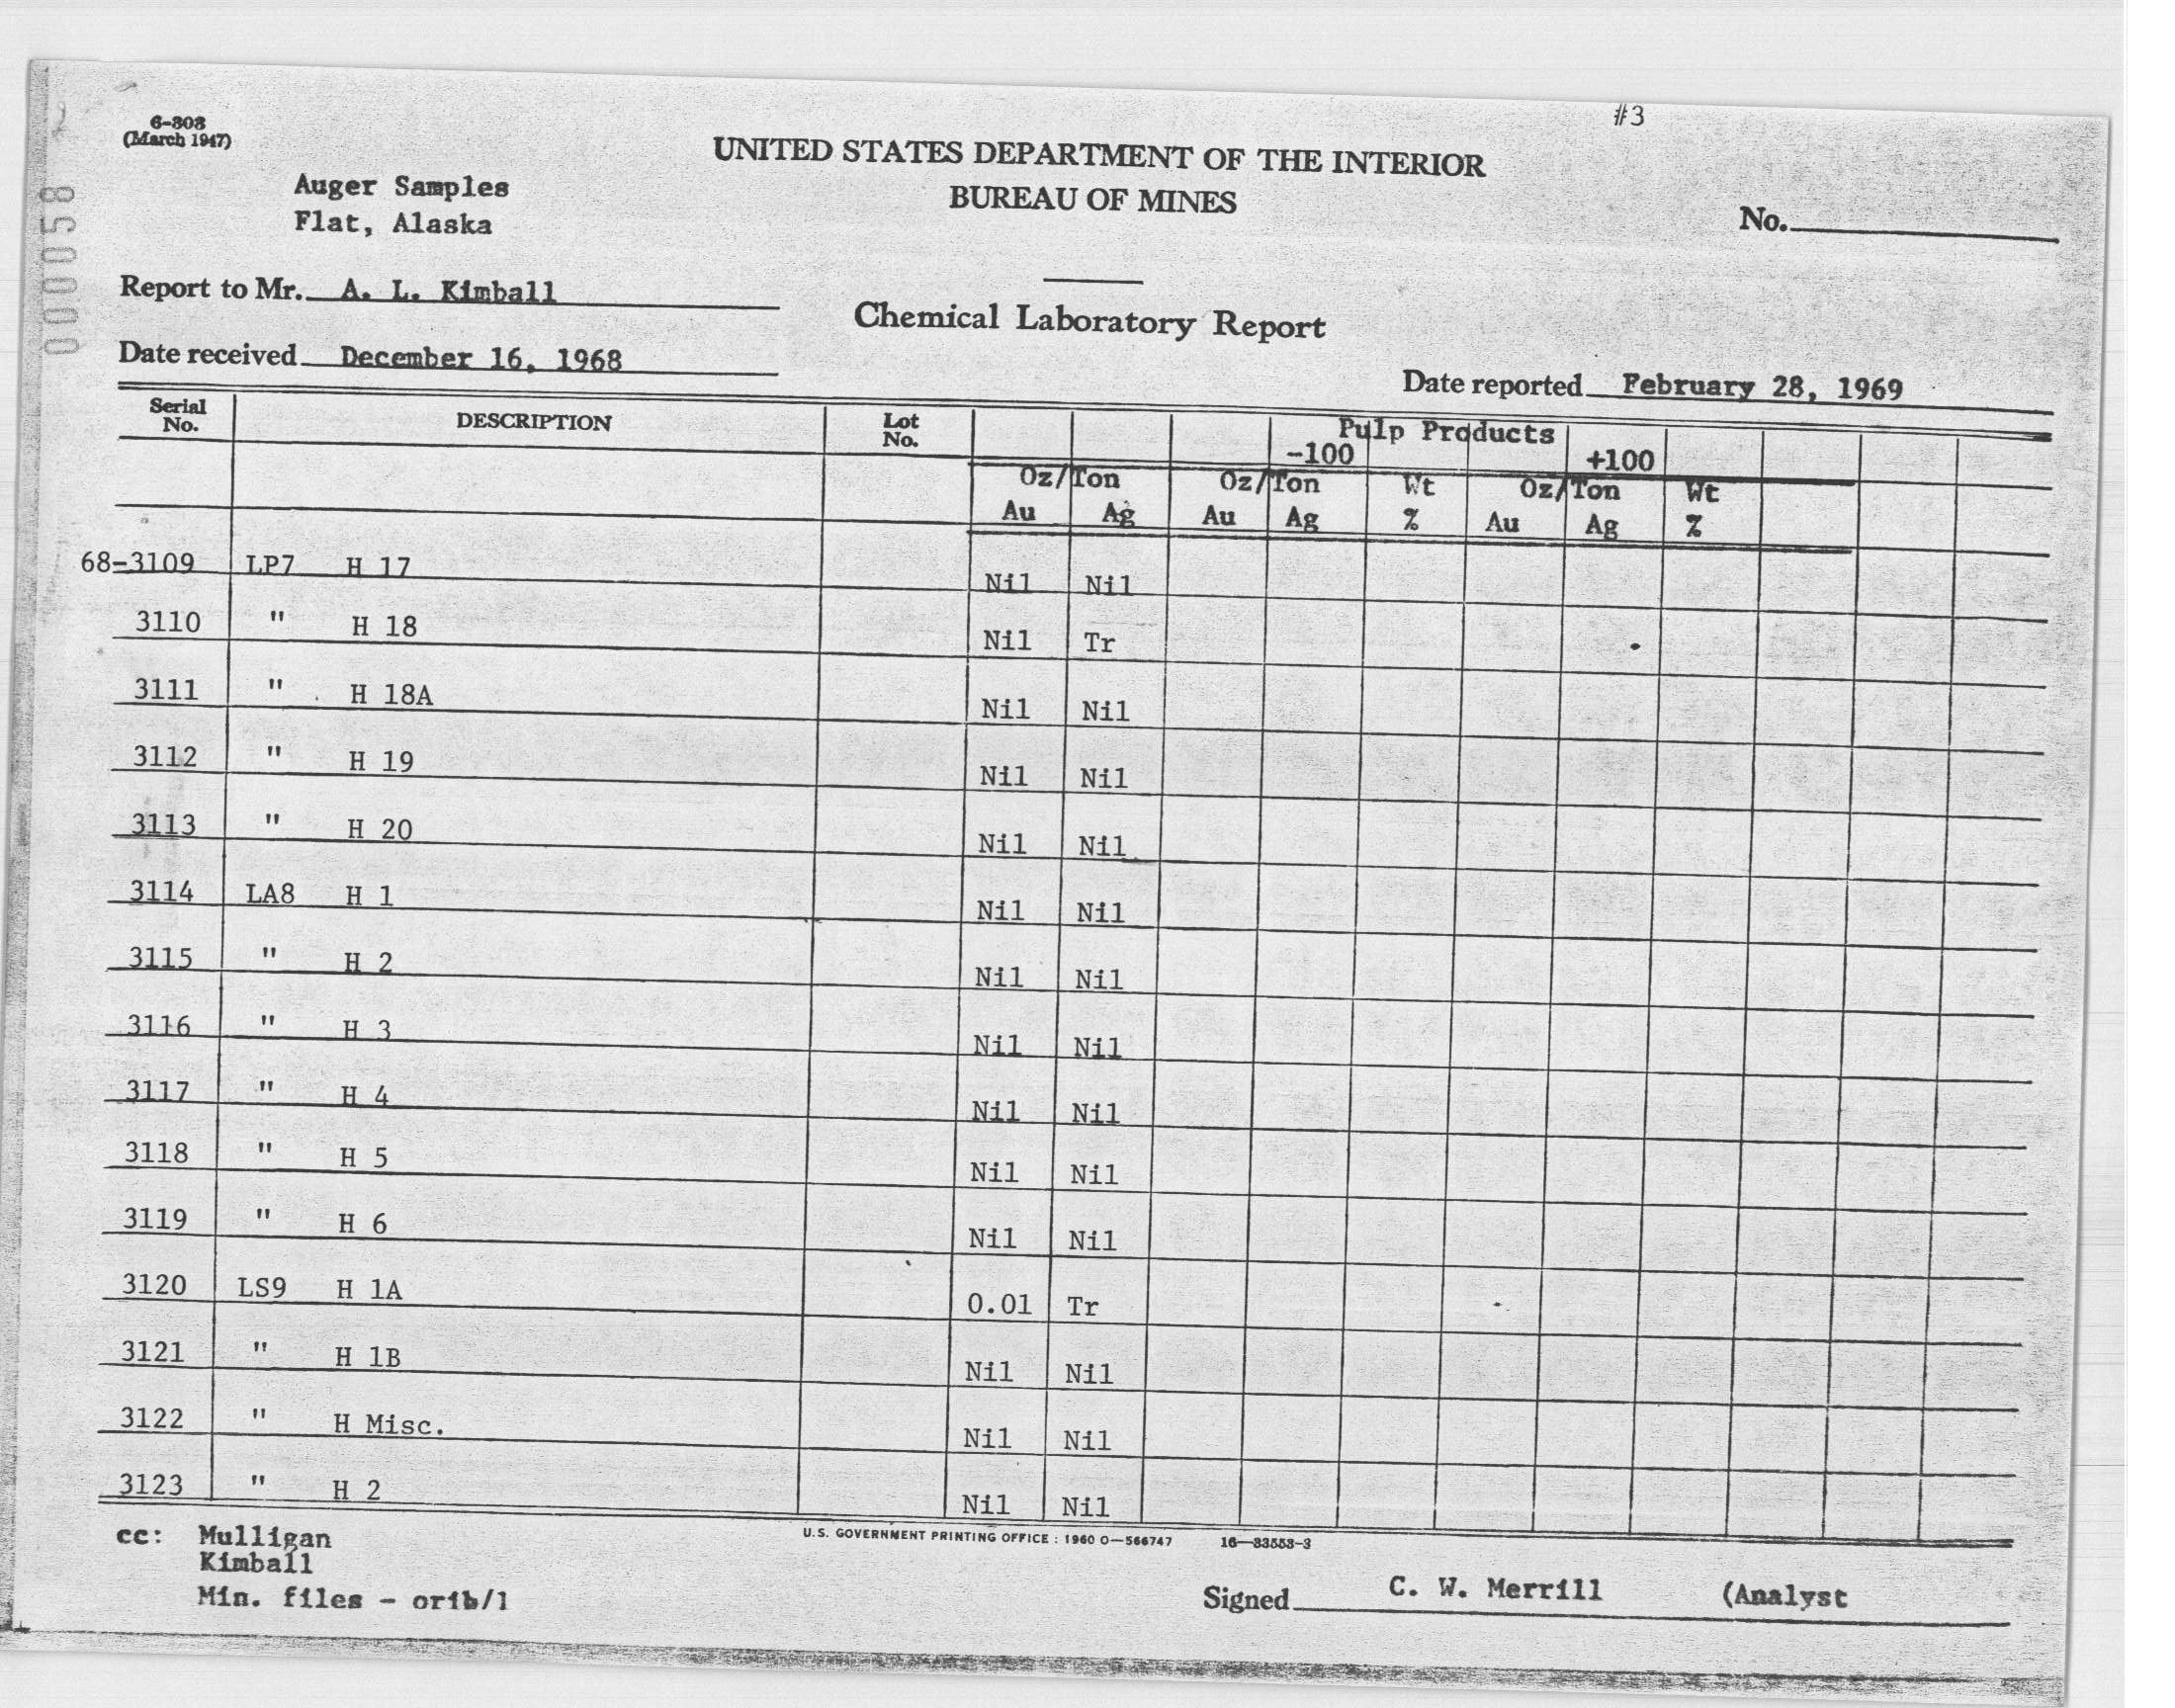 #3
6-303
(March 1947)
UNITED STATES DEPARTMENT OF THE INTERIOR
BUREAU OF MINES
Auger Samples
Flat, Alaska
No.
000058
Report to Mr. A. L. Kimball
Chemical Laboratory Report
Date received December 16, 1968
Date reported February 28, 1969
Serial No. DESCRIPTION Lot No. Pulp Products
-100 +100
Oz/Ton Oz/Ton Wt Oz/Ton Wt
Au Ag Au Ag % Au Ag %
68-3109 LP7 H 17 Nil Nil
3110 " H 18 Nil Tr
3111 " H 18A Nil Nil
3112 " H 19 Nil Nil
3113 " H 20 Nil Nil
3114 LA8 H 1 Nil Nil
3115 " H 2 Nil Nil
3116 " H 3 Nil Nil
3117 " H 4 Nil Nil
3118 " H 5 Nil Nil
3119 " H 6 Nil Nil
3120 LS9 H 1A 0.01 Tr
3121 " H 1B Nil Nil
3122 " H Misc. Nil Nil
3123 " H 2 Nil Nil
cc: Mulligan
Kimball
Min. files - orib/1
U.S. GOVERNMENT PRINTING OFFICE : 1960 O—566747 16—83553-3
Signed C. W. Merrill (Analyst